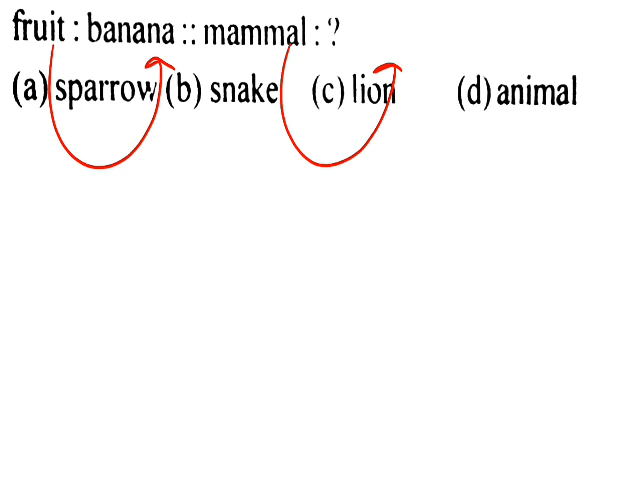 fruit : banana :: mammal : ?
(a) sparrow (b) snake (c) lion (d) animal